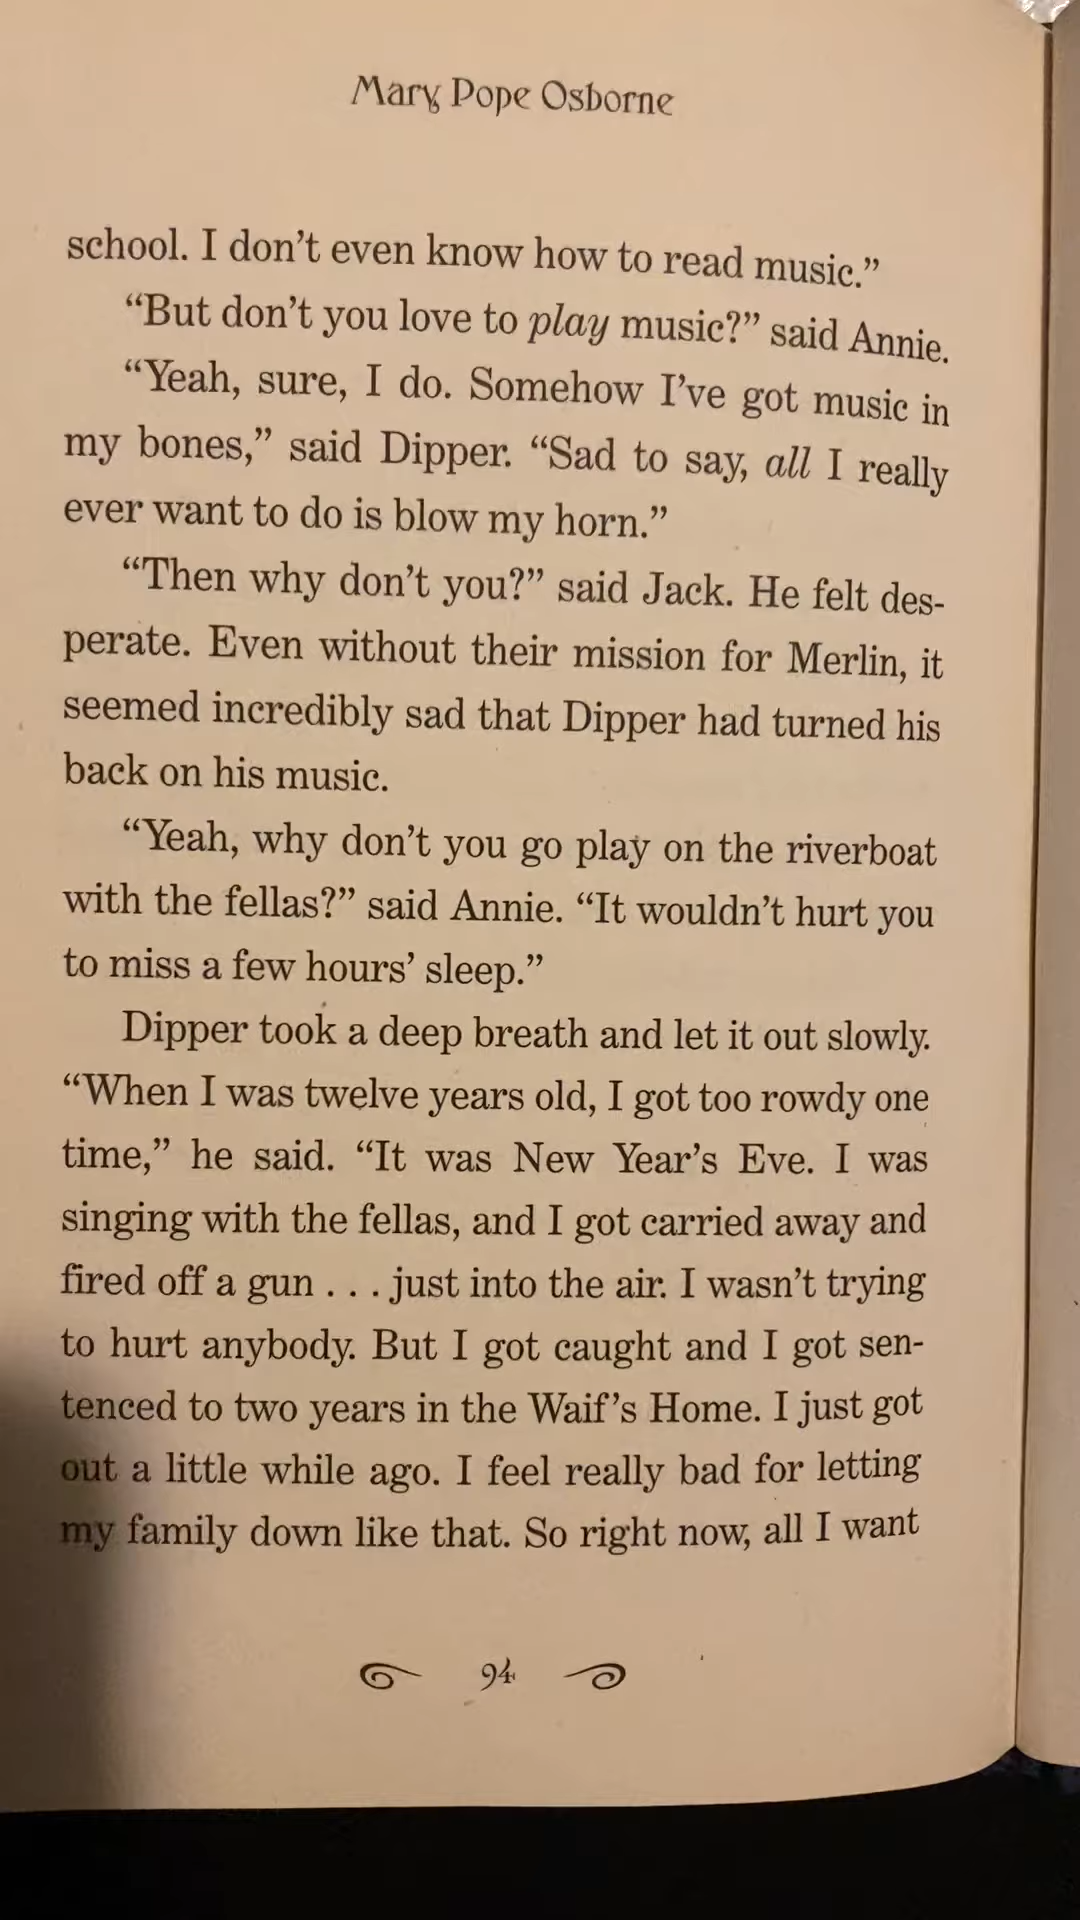 Mary Pope Osborne
school. I don’t even know how to read music.”
“But don’t you love to play music?” said Annie.
“Yeah, sure, I do. Somehow I’ve got music in
my bones,” said Dipper. “Sad to say, all I really
ever want to do is blow my horn.”
“Then why don’t you?” said Jack. He felt des-
perate. Even without their mission for Merlin, it
seemed incredibly sad that Dipper had turned his
back on his music.
“Yeah, why don’t you go play on the riverboat
with the fellas?” said Annie. “It wouldn’t hurt you
to miss a few hours’ sleep.”
Dipper took a deep breath and let it out slowly.
“When I was twelve years old, I got too rowdy one
time,” he said. “It was New Year’s Eve. I was
singing with the fellas, and I got carried away and
fired off a gun . . . just into the air. I wasn’t trying
to hurt anybody. But I got caught and I got sen-
tenced to two years in the Waif’s Home. I just got
out a little while ago. I feel really bad for letting
my family down like that. So right now, all I want
94